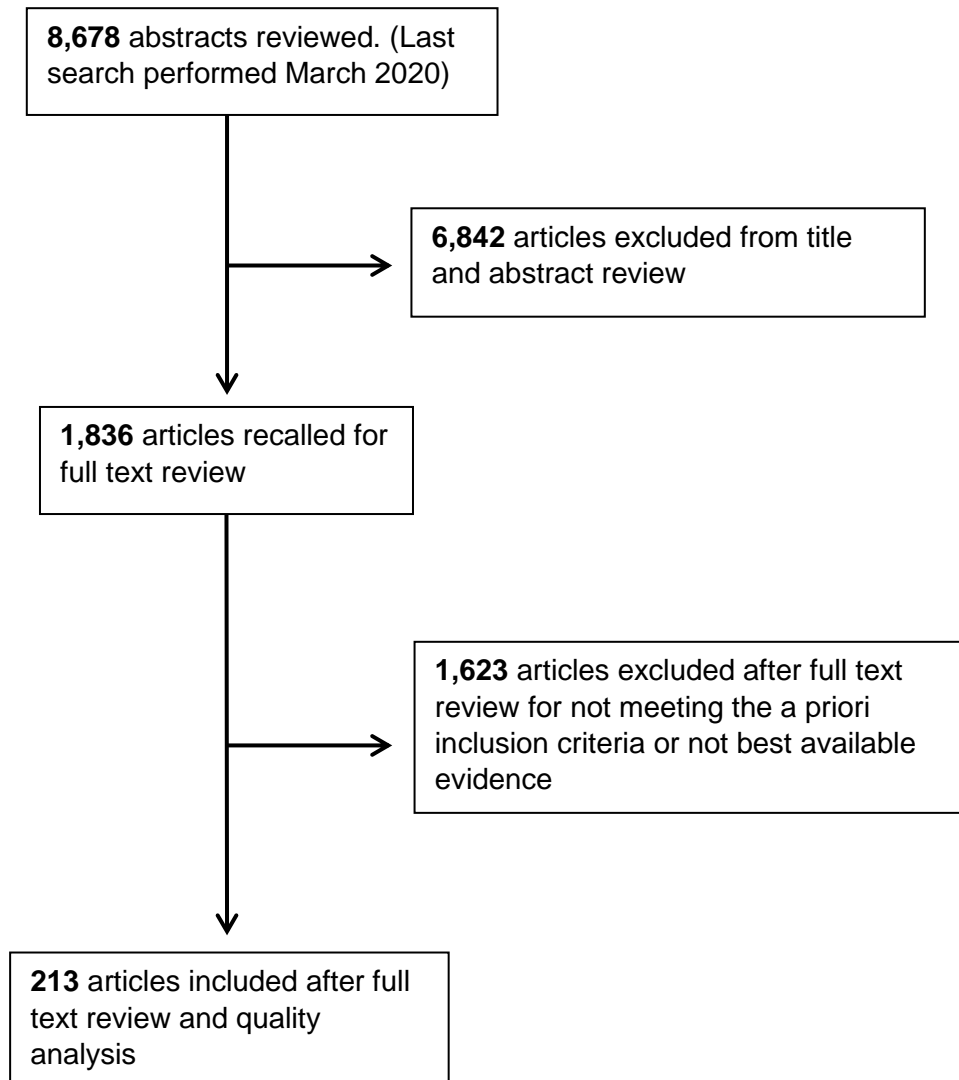 8,678 abstracts reviewed. (Last
search performed March 2020)
6,842 articles excluded from title
and abstract review
1,836 articles recalled for
full text review
1,623 articles excluded after full text
review for not meeting the a priori
inclusion criteria or not best available
evidence
213 articles included after full
text review and quality
analysis